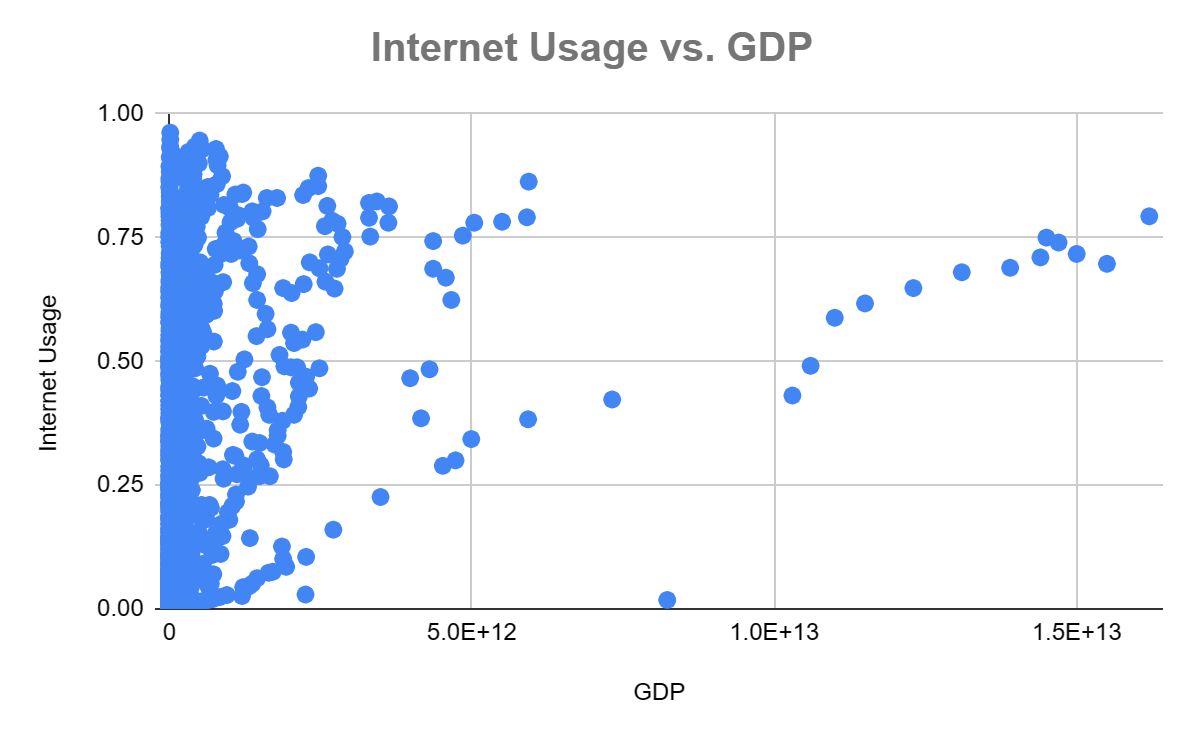 Internet Usage vs. GDP
1.00
0.75
0.50
0.25
0.00
Internet Usage
0 5.0E+12 1.0E+13 1.5E+13
GDP